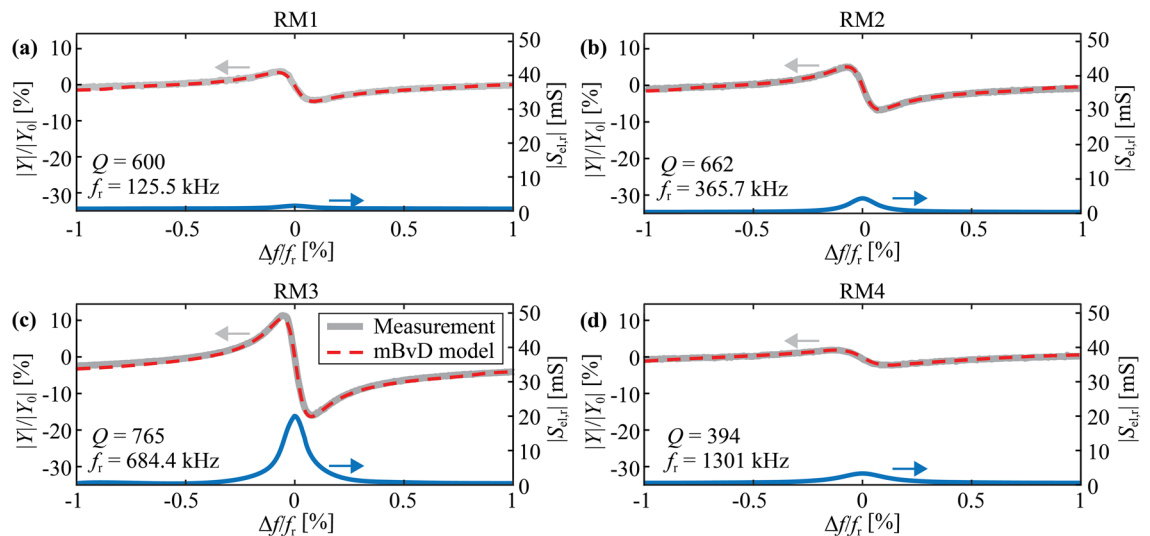 RM1
(a)
10
0
-10
-20
-30
|Y|/|Y₀| [%]
50
40
30
20
10
0
|Sel,r| [mS]
Q = 600
fr = 125.5 kHz
-1
-0.5
0
0.5
1
Δf/fr [%]
RM2
(b)
10
0
-10
-20
-30
|Y|/|Y₀| [%]
50
40
30
20
10
0
|Sel,r| [mS]
Q = 662
fr = 365.7 kHz
-1
-0.5
0
0.5
1
Δf/fr [%]
RM3
(c)
10
0
-10
-20
-30
|Y|/|Y₀| [%]
50
40
30
20
10
0
|Sel,r| [mS]
Measurement
mBvD model
Q = 765
fr = 684.4 kHz
-1
-0.5
0
0.5
1
Δf/fr [%]
RM4
(d)
10
0
-10
-20
-30
|Y|/|Y₀| [%]
50
40
30
20
10
0
|Sel,r| [mS]
Q = 394
fr = 1301 kHz
-1
-0.5
0
0.5
1
Δf/fr [%]